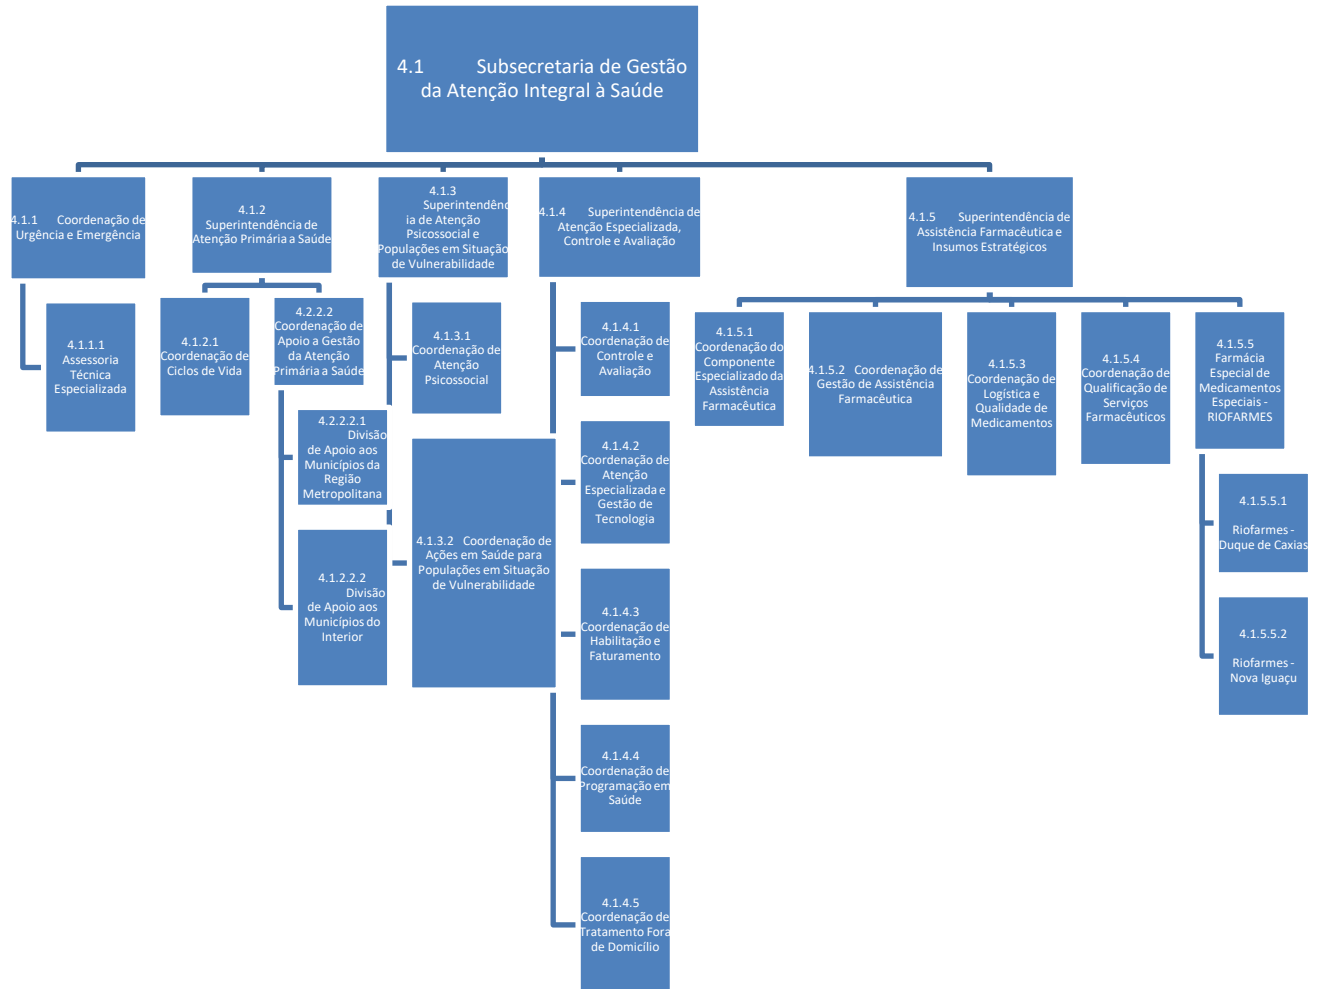 4.1 Subsecretaria de Gestão
da Atenção Integral à Saúde
4.1.1 Coordenação de
Urgência e Emergência
4.1.2
Superintendência de
Atenção Primária a Saúde
4.1.3
Superintendênc
ia de Atenção
Psicossocial e
Populações em Situação
de Vulnerabilidade
4.1.4 Superintendência de
Atenção Especializada,
Controle e Avaliação
4.1.5 Superintendência de
Assistência Farmacêutica e
Insumos Estratégicos
4.1.1.1
Assessoria
Técnica
Especializada
4.1.2.1
Coordenação de
Ciclos de Vida
4.2.2.2
Coordenação de
Apoio a Gestão
da Atenção
Primária a Saúde
4.2.2.2.1
Divisão
de Apoio aos
Municípios da
Região
Metropolitana
4.1.2.2.2
Divisão
de Apoio aos
Municípios do
Interior
4.1.3.1
Coordenação de
Atenção
Psicossocial
4.1.3.2 Coordenação de
Ações em Saúde para
Populações em Situação
de Vulnerabilidade
4.1.4.1
Coordenação de
Controle e
Avaliação
4.1.4.2
Coordenação de
Atenção
Especializada e
Gestão de
Tecnologia
4.1.4.3
Coordenação de
Habilitação e
Faturamento
4.1.4.4
Coordenação de
Programação em
Saúde
4.1.4.5
Coordenação de
Tratamento Fora
de Domicílio
4.1.5.1
Coordenação do
Componente
Especializado da
Assistência
Farmacêutica
4.1.5.2 Coordenação de
Gestão de Assistência
Farmacêutica
4.1.5.3
Coordenação de
Logística e
Qualidade de
Medicamentos
4.1.5.4
Coordenação de
Qualificação de
Serviços
Farmacêuticos
4.1.5.5
Farmácia
Especial de
Medicamentos
Especiais -
RIOFARMES
4.1.5.5.1
Riofarmes -
Duque de Caxias
4.1.5.5.2
Riofarmes -
Nova Iguaçu